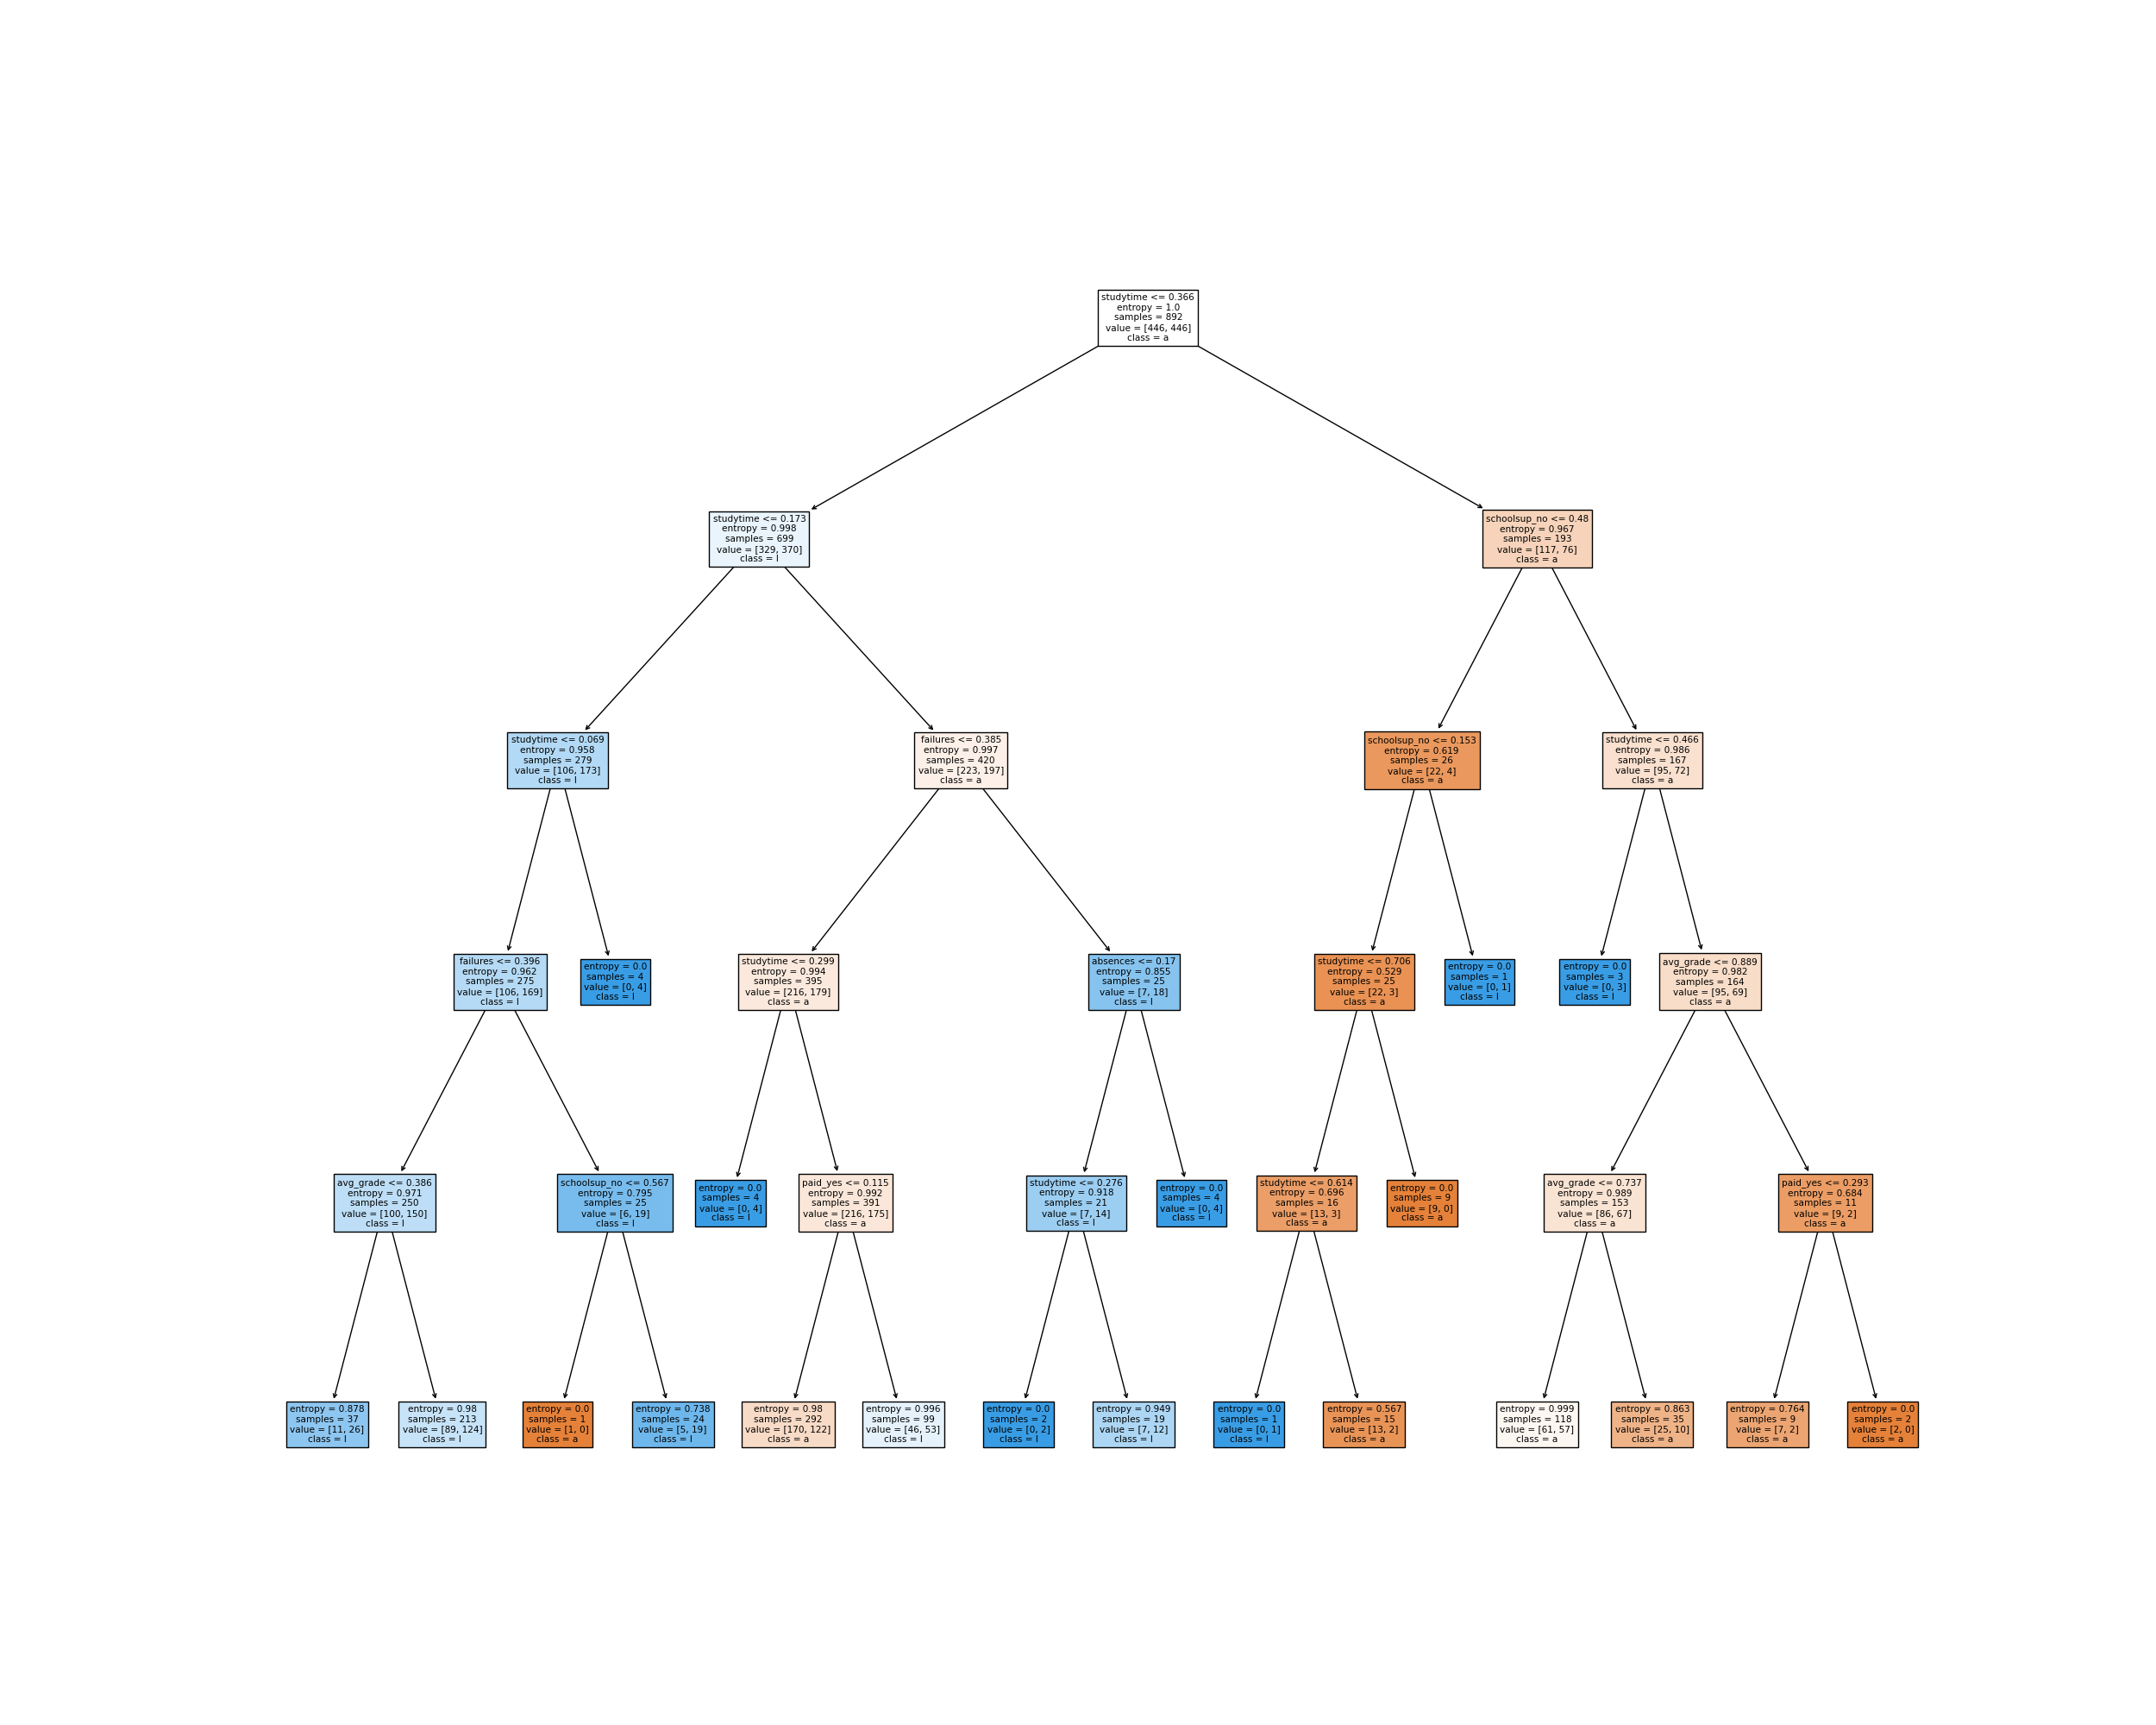 studytime <= 0.366
entropy = 1.0
samples = 892
value = [446, 446]
class = a
studytime <= 0.173
entropy = 0.998
samples = 699
value = [329, 370]
class = l
schoolsup_no <= 0.48
entropy = 0.967
samples = 193
value = [117, 76]
class = a
studytime <= 0.069
entropy = 0.958
samples = 279
value = [106, 173]
class = l
failures <= 0.385
entropy = 0.997
samples = 420
value = [223, 197]
class = a
schoolsup_no <= 0.153
entropy = 0.619
samples = 26
value = [22, 4]
class = a
studytime <= 0.466
entropy = 0.986
samples = 167
value = [95, 72]
class = a
failures <= 0.396
entropy = 0.962
samples = 275
value = [106, 169]
class = l
entropy = 0.0
samples = 4
value = [0, 4]
class = l
studytime <= 0.299
entropy = 0.994
samples = 395
value = [216, 179]
class = a
absences <= 0.17
entropy = 0.855
samples = 25
value = [7, 18]
class = l
studytime <= 0.706
entropy = 0.529
samples = 25
value = [22, 3]
class = a
entropy = 0.0
samples = 1
value = [0, 1]
class = l
entropy = 0.0
samples = 3
value = [0, 3]
class = l
avg_grade <= 0.889
entropy = 0.982
samples = 164
value = [95, 69]
class = a
avg_grade <= 0.386
entropy = 0.971
samples = 250
value = [100, 150]
class = l
schoolsup_no <= 0.567
entropy = 0.795
samples = 25
value = [6, 19]
class = l
entropy = 0.0
samples = 4
value = [0, 4]
class = l
paid_yes <= 0.115
entropy = 0.992
samples = 391
value = [216, 175]
class = a
studytime <= 0.276
entropy = 0.918
samples = 21
value = [7, 14]
class = l
entropy = 0.0
samples = 4
value = [0, 4]
class = l
studytime <= 0.614
entropy = 0.696
samples = 16
value = [13, 3]
class = a
entropy = 0.0
samples = 9
value = [9, 0]
class = a
avg_grade <= 0.737
entropy = 0.989
samples = 153
value = [86, 67]
class = a
paid_yes <= 0.293
entropy = 0.684
samples = 11
value = [9, 2]
class = a
entropy = 0.878
samples = 37
value = [11, 26]
class = l
entropy = 0.98
samples = 213
value = [89, 124]
class = l
entropy = 0.0
samples = 1
value = [1, 0]
class = a
entropy = 0.738
samples = 24
value = [5, 19]
class = l
entropy = 0.98
samples = 292
value = [170, 122]
class = a
entropy = 0.996
samples = 99
value = [46, 53]
class = l
entropy = 0.0
samples = 2
value = [0, 2]
class = l
entropy = 0.949
samples = 19
value = [7, 12]
class = l
entropy = 0.0
samples = 1
value = [0, 1]
class = l
entropy = 0.567
samples = 15
value = [13, 2]
class = a
entropy = 0.999
samples = 118
value = [61, 57]
class = a
entropy = 0.863
samples = 35
value = [25, 10]
class = a
entropy = 0.764
samples = 9
value = [7, 2]
class = a
entropy = 0.0
samples = 2
value = [2, 0]
class = a